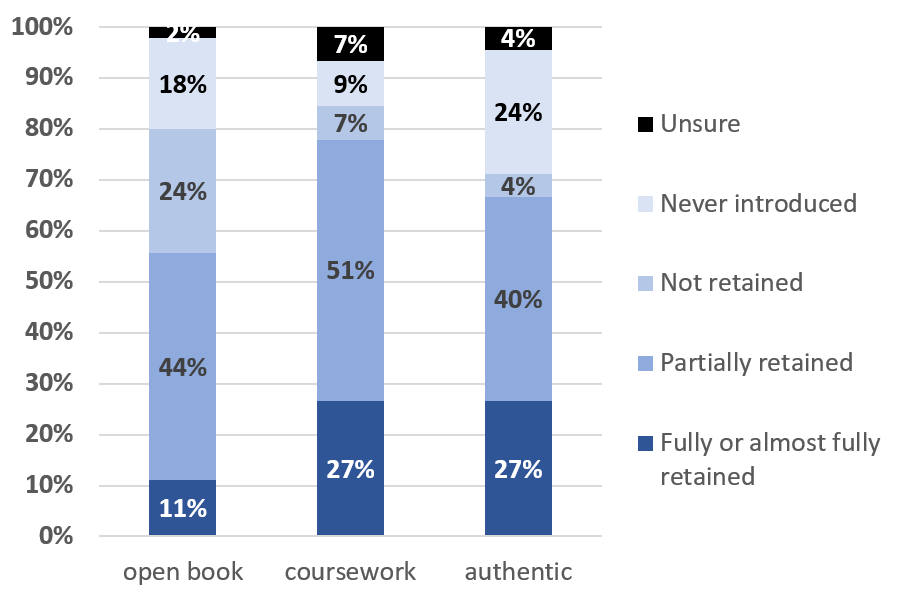 100%
90%
80%
70%
60%
50%
40%
30%
20%
10%
0%
2%
18%
24%
44%
11%
7%
9%
7%
51%
27%
4%
24%
4%
40%
27%
open book
coursework
authentic
Unsure
Never introduced
Not retained
Partially retained
Fully or almost fully
retained